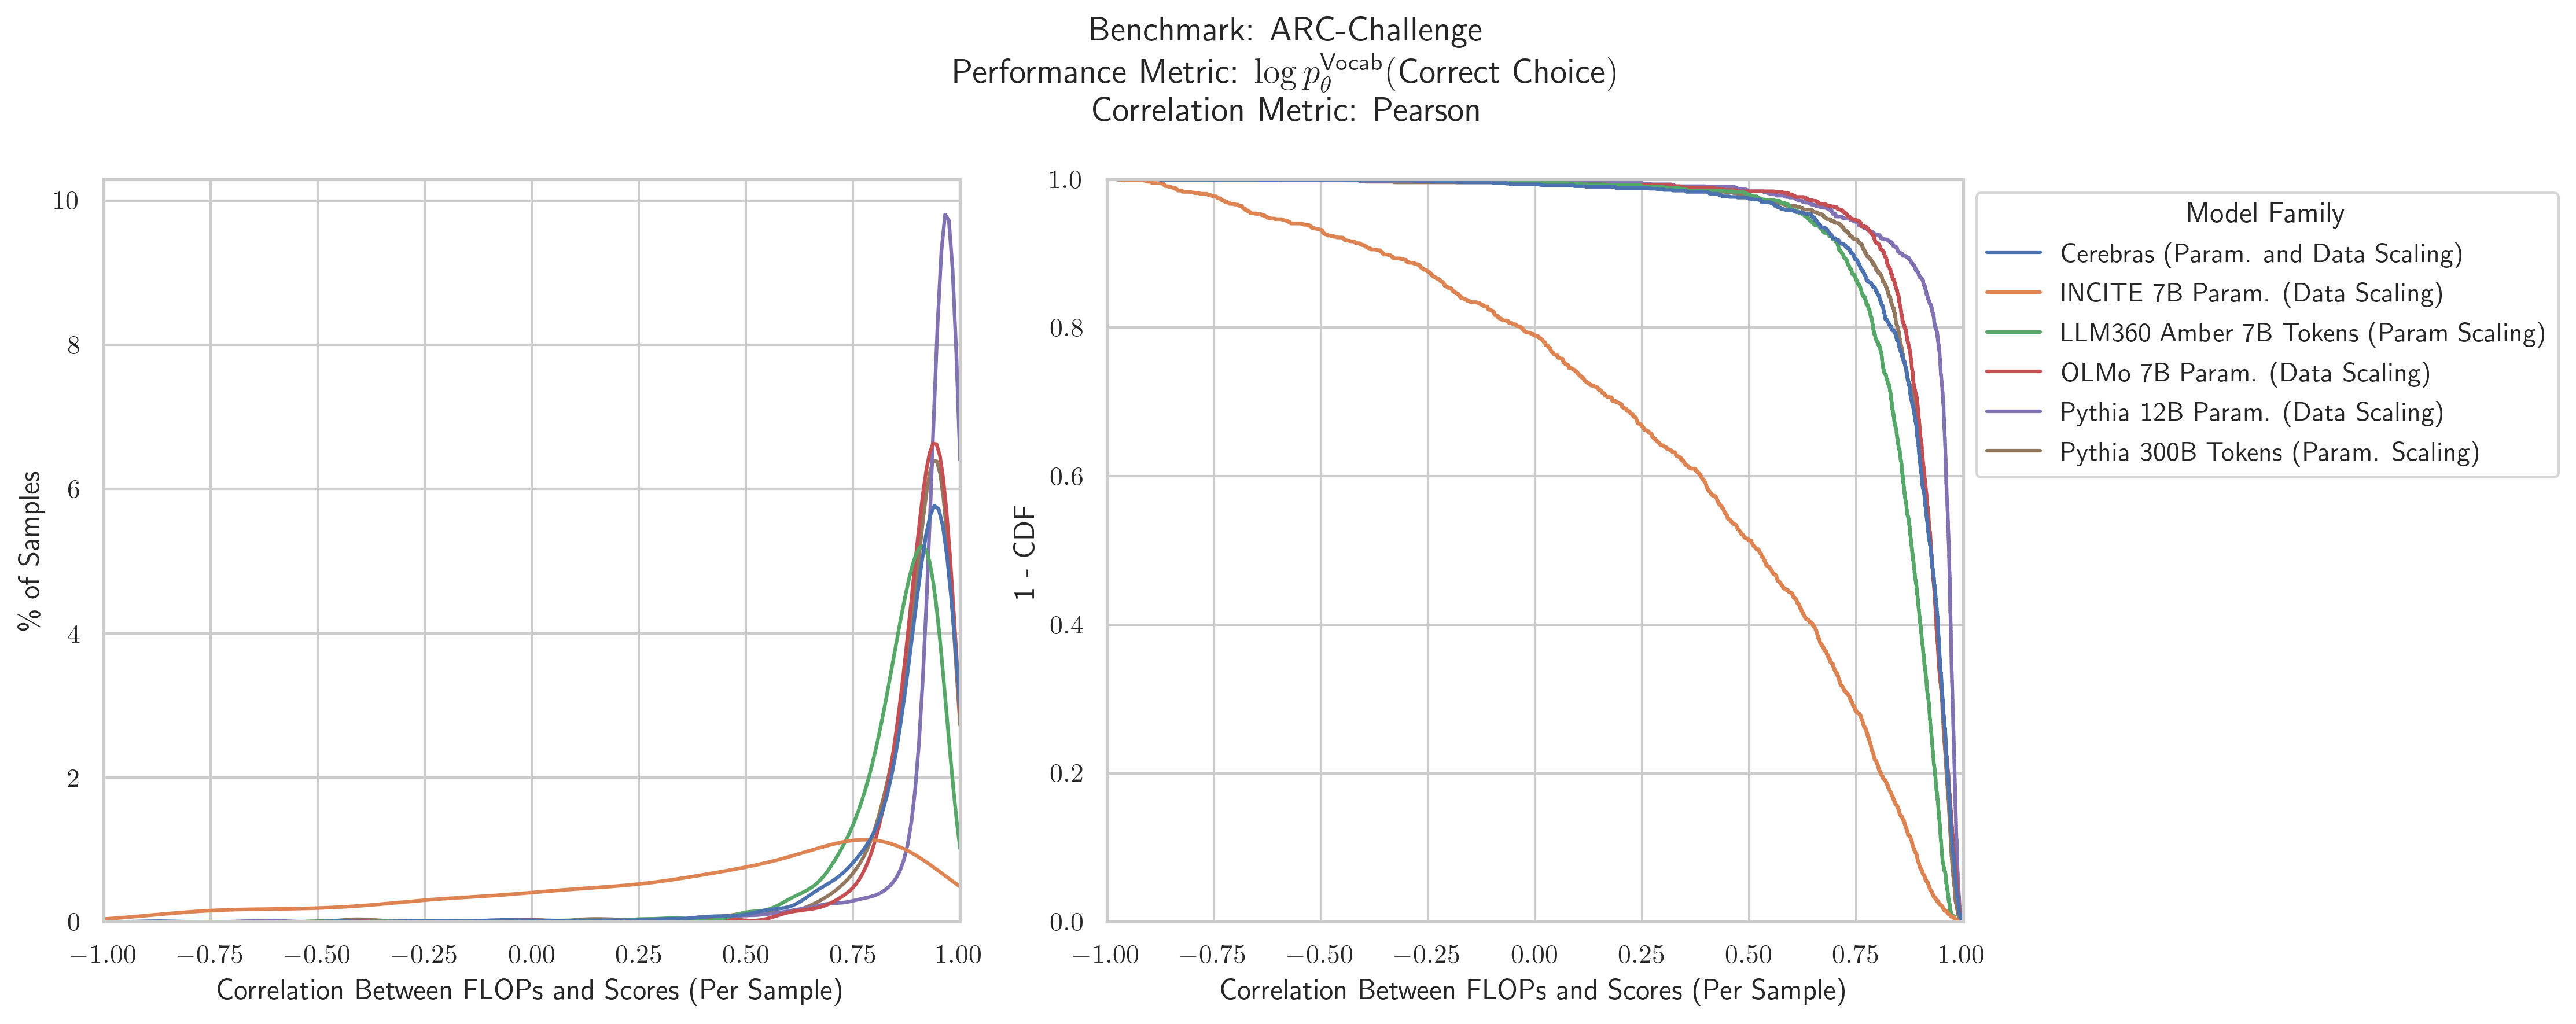 Benchmark: ARC-Challenge
Performance Metric: log p_θ^Vocab(Correct Choice)
Correlation Metric: Pearson
10
8
6
4
2
0
% of Samples
−1.00 −0.75 −0.50 −0.25 0.00 0.25 0.50 0.75 1.00
Correlation Between FLOPs and Scores (Per Sample)
1.0
0.8
0.6
0.4
0.2
0.0
1 - CDF
−1.00 −0.75 −0.50 −0.25 0.00 0.25 0.50 0.75 1.00
Correlation Between FLOPs and Scores (Per Sample)
Model Family
Cerebras (Param. and Data Scaling)
INCITE 7B Param. (Data Scaling)
LLM360 Amber 7B Tokens (Param Scaling)
OLMo 7B Param. (Data Scaling)
Pythia 12B Param. (Data Scaling)
Pythia 300B Tokens (Param. Scaling)